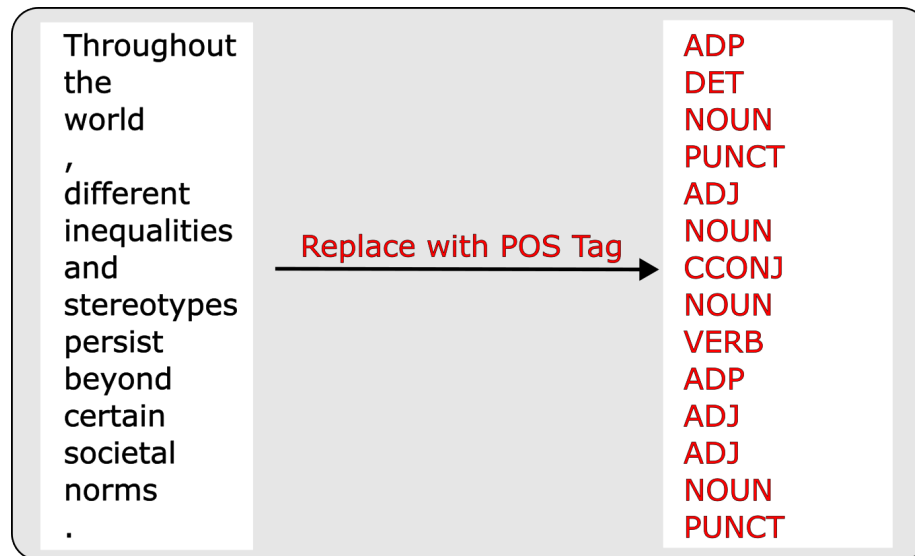 Throughout
the
world
,
different
inequalities
and
stereotypes
persist
beyond
certain
societal
norms
.
Replace with POS Tag
ADP
DET
NOUN
PUNCT
ADJ
NOUN
CCONJ
NOUN
VERB
ADP
ADJ
ADJ
NOUN
PUNCT